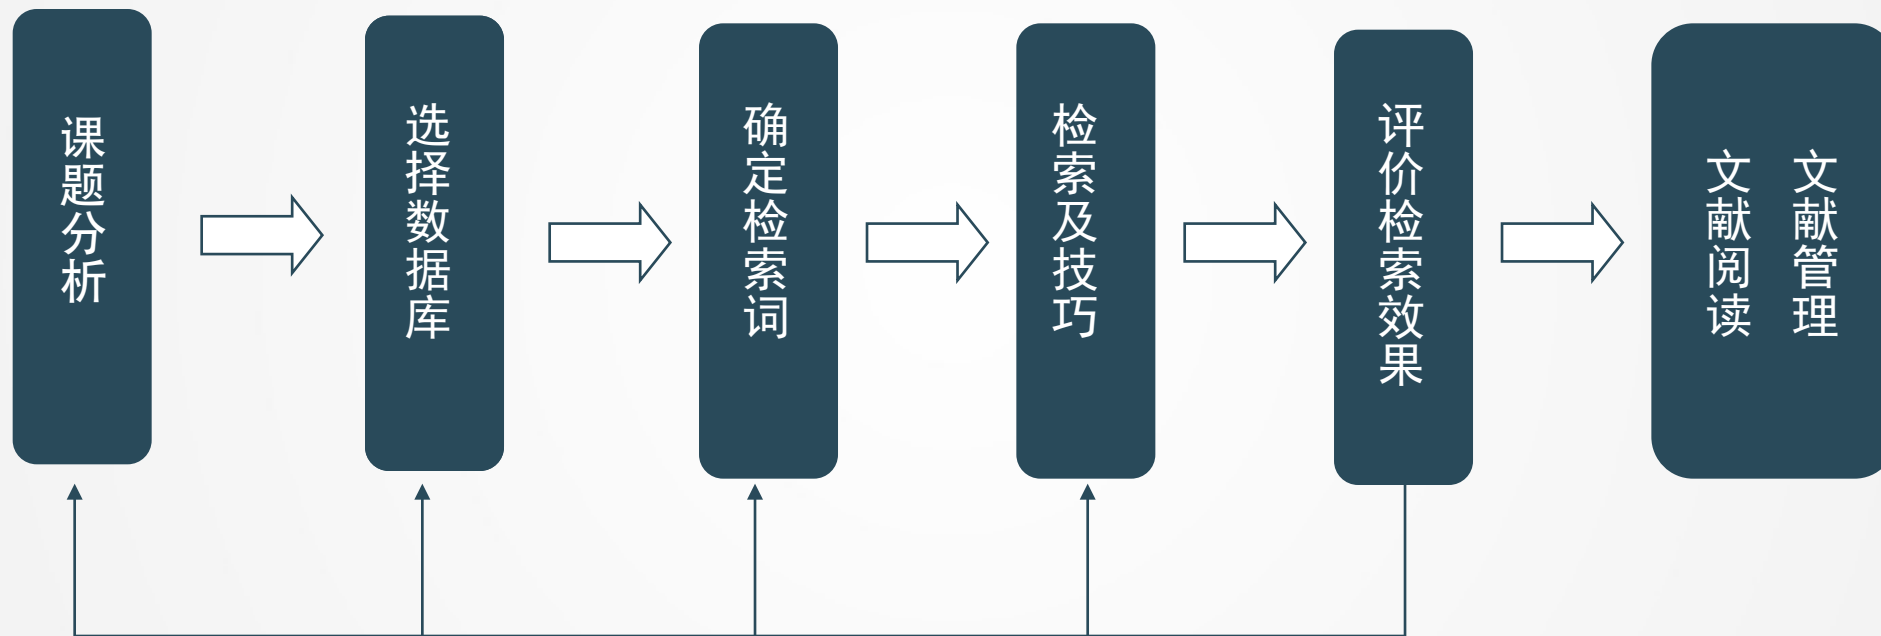 课题分析
选择数据库
确定检索词
检索及技巧
评价检索效果
文献阅读
文献管理